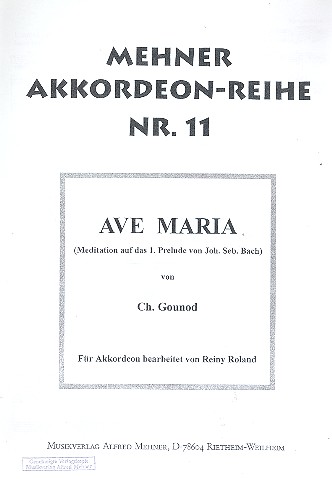 MEHNER
AKKORDEON-REIHE
NR. 11
AVE MARIA
(Meditation auf das 1. Prelude von Joh. Seb. Bach)
von
Ch. Gounod
Für Akkordeon bearbeitet von Reiny Roland
MUSIKVERLAG ALFRED MEHNER, D 78604 RIETHEIM-WEILHEIM